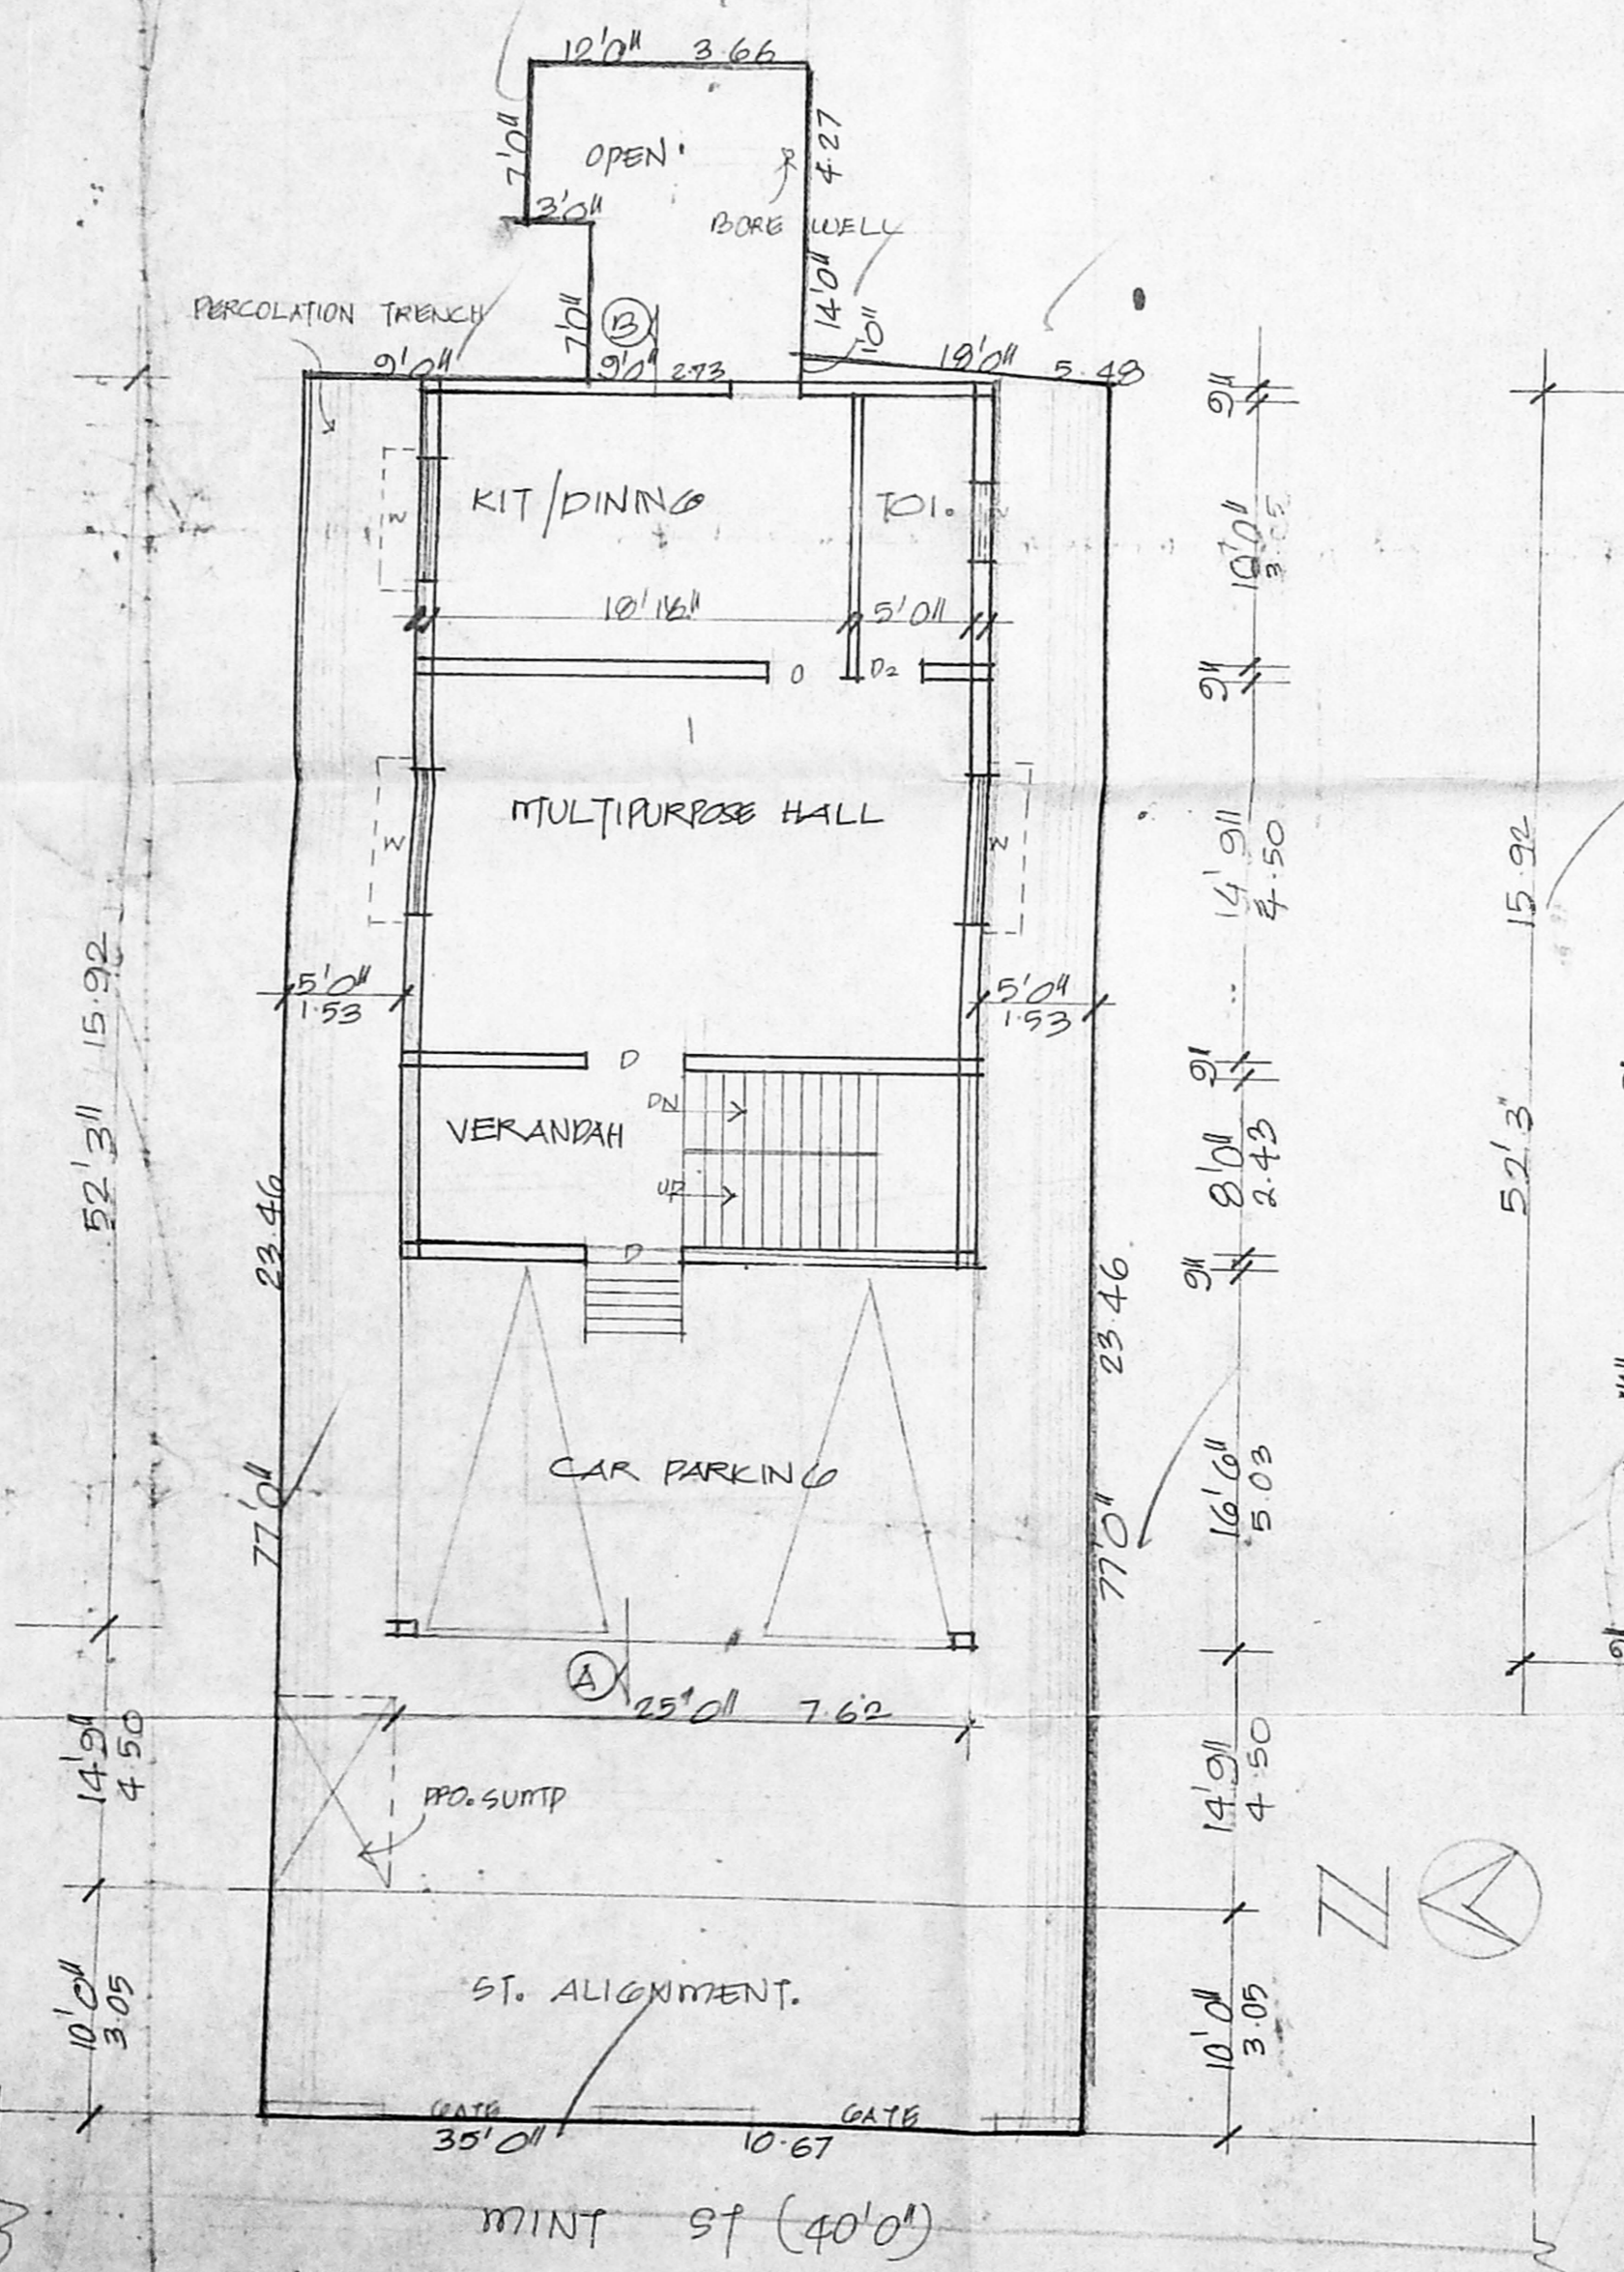 12'0" 3.66
7'0"
OPEN
4.27
3'0"
BORE WELL
14'0"
PERCOLATION TRENCH
7'0"
B
1'0"
9'0"
9'0" 2.73
18'0" 5.48
9"
KIT/DINING
TOI.
W
10'0"
3.05
5'0"
9"
D
D2
MULTIPURPOSE HALL
W
W
14'9"
4.50
15.92
52'3" 15.92
5'0"
1.53
5'0"
1.53
D
9"
DN
VERANDAH
UP
8'0"
2.43
52'3"
23.46
D
9"
23.46
CAR PARKING
16'6"
5.03
77'0"
77'0"
A
25'0" 7.62
14'9"
4.50
PRO. SUMP
14'9"
4.50
N
ST. ALIGNMENT.
10'0"
3.05
10'0"
3.05
GATE
GATE
35'0" 10.67
MINT ST (40'0")